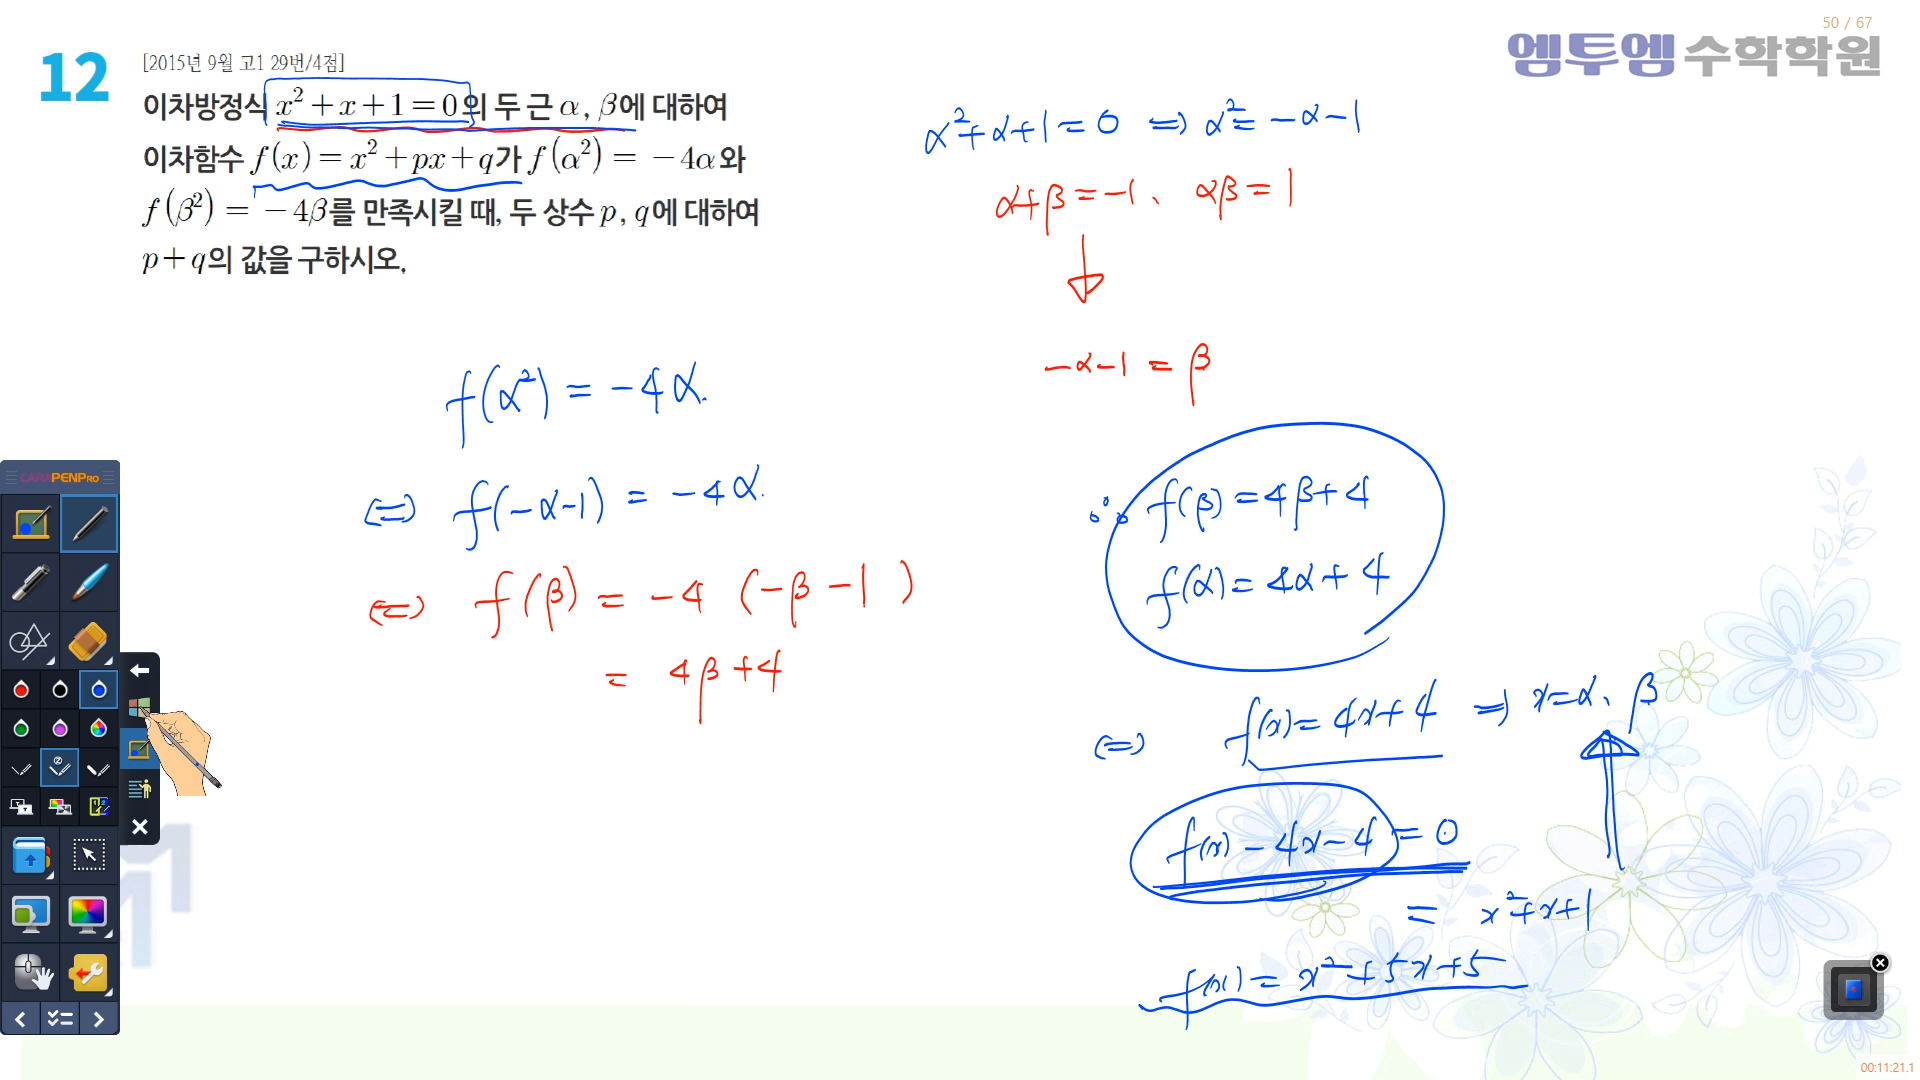 50 / 67
엠투엠 수학학원
12
[2015년 9월 고1 29번/4점]
이차방정식 x² + x + 1 = 0의 두 근 α, β에 대하여
이차함수 f(x) = x² + px + q가 f(α²) = -4α와
f(β²) = -4β를 만족시킬 때, 두 상수 p, q에 대하여
p + q의 값을 구하시오.
α²+α+1=0 ⇒ α²=-α-1
α+β=-1、 αβ=1
-α-1 = β
f(α²) = -4α.
⇔ f(-α-1) = -4α.
⇔ f(β) = -4 (-β-1)
= 4β+4
∴ f(β)=4β+4
f(α)=4α+4
⇔ f(x)=4x+4 ⇒ x=α、β
f(x)-4x-4=0
= x²+x+1
f(x)=x²+5x+5
CARAPENPRO
00:11:21.1